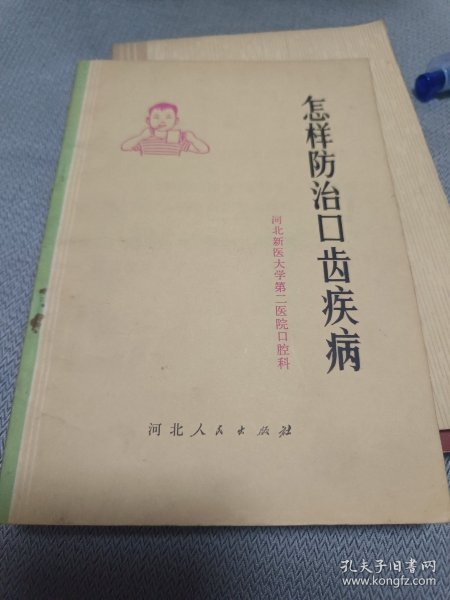 怎样防治口齿疾病
河北新医大学第二医院口腔科
河北人民出版社
孔夫子旧书网
www.kongfz.com